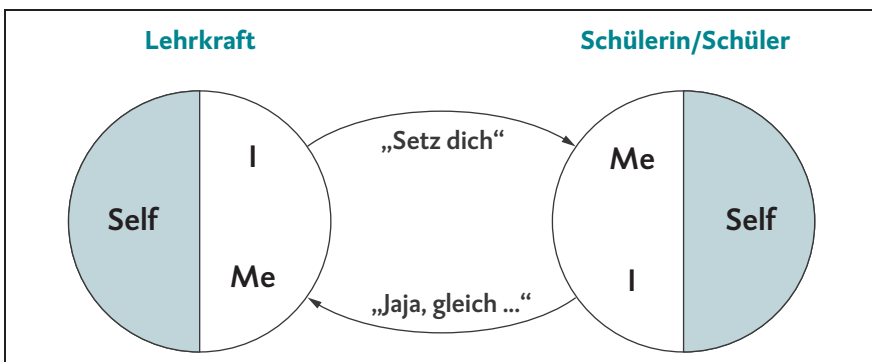 Lehrkraft
Schülerin/Schüler
I
„Setz dich“
Me
Self
Self
Me
I
„Jaja, gleich ...“